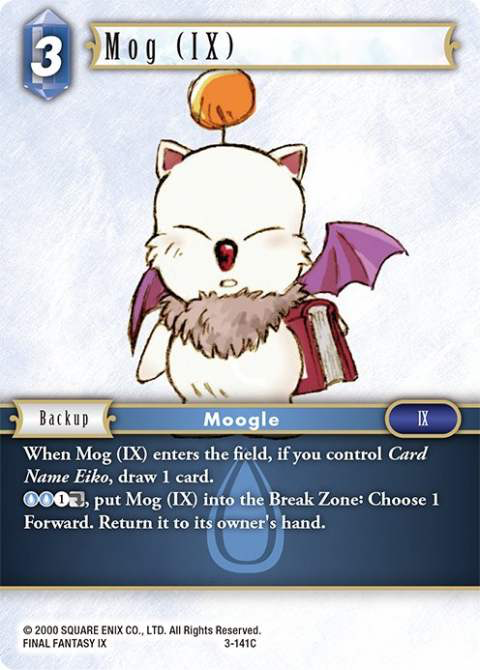 3
Mog (IX)
Backup
Moogle
IX
When Mog (IX) enters the field, if you control Card
Name Eiko, draw 1 card.
1, put Mog (IX) into the Break Zone: Choose 1
Forward. Return it to its owner's hand.
© 2000 SQUARE ENIX CO., LTD. All Rights Reserved.
FINAL FANTASY IX
3-141C